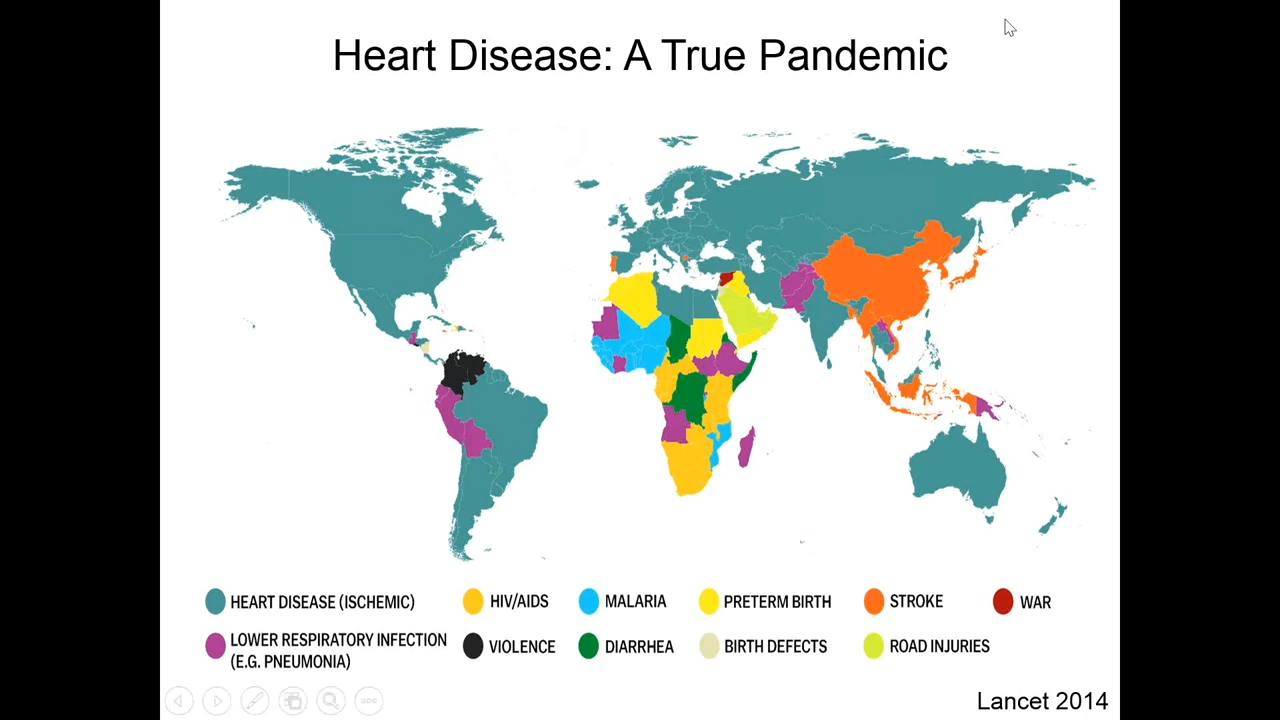 Heart Disease: A True Pandemic
HEART DISEASE (ISCHEMIC)
HIV/AIDS
MALARIA
PRETERM BIRTH
STROKE
WAR
LOWER RESPIRATORY INFECTION
(E.G. PNEUMONIA)
VIOLENCE
DIARRHEA
BIRTH DEFECTS
ROAD INJURIES
Lancet 2014